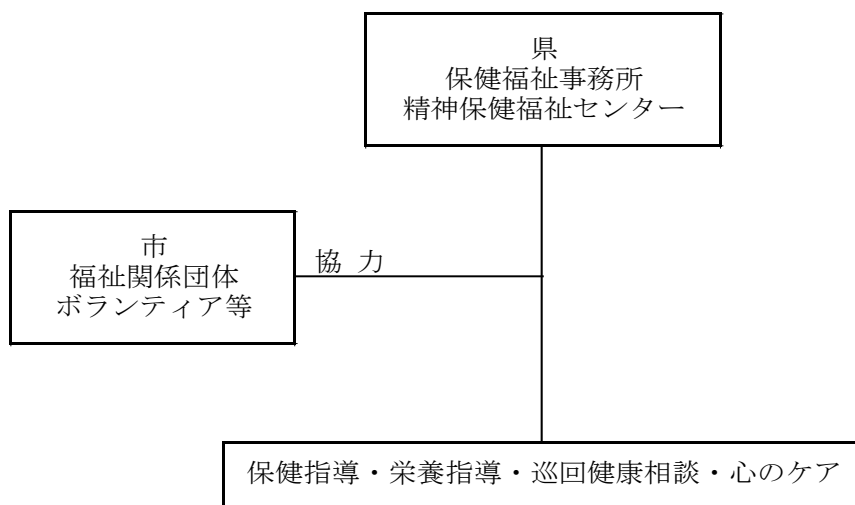 県
保健福祉事務所
精神保健福祉センター
市
福祉関係団体
ボランティア等
協 力
保健指導・栄養指導・巡回健康相談・心のケア